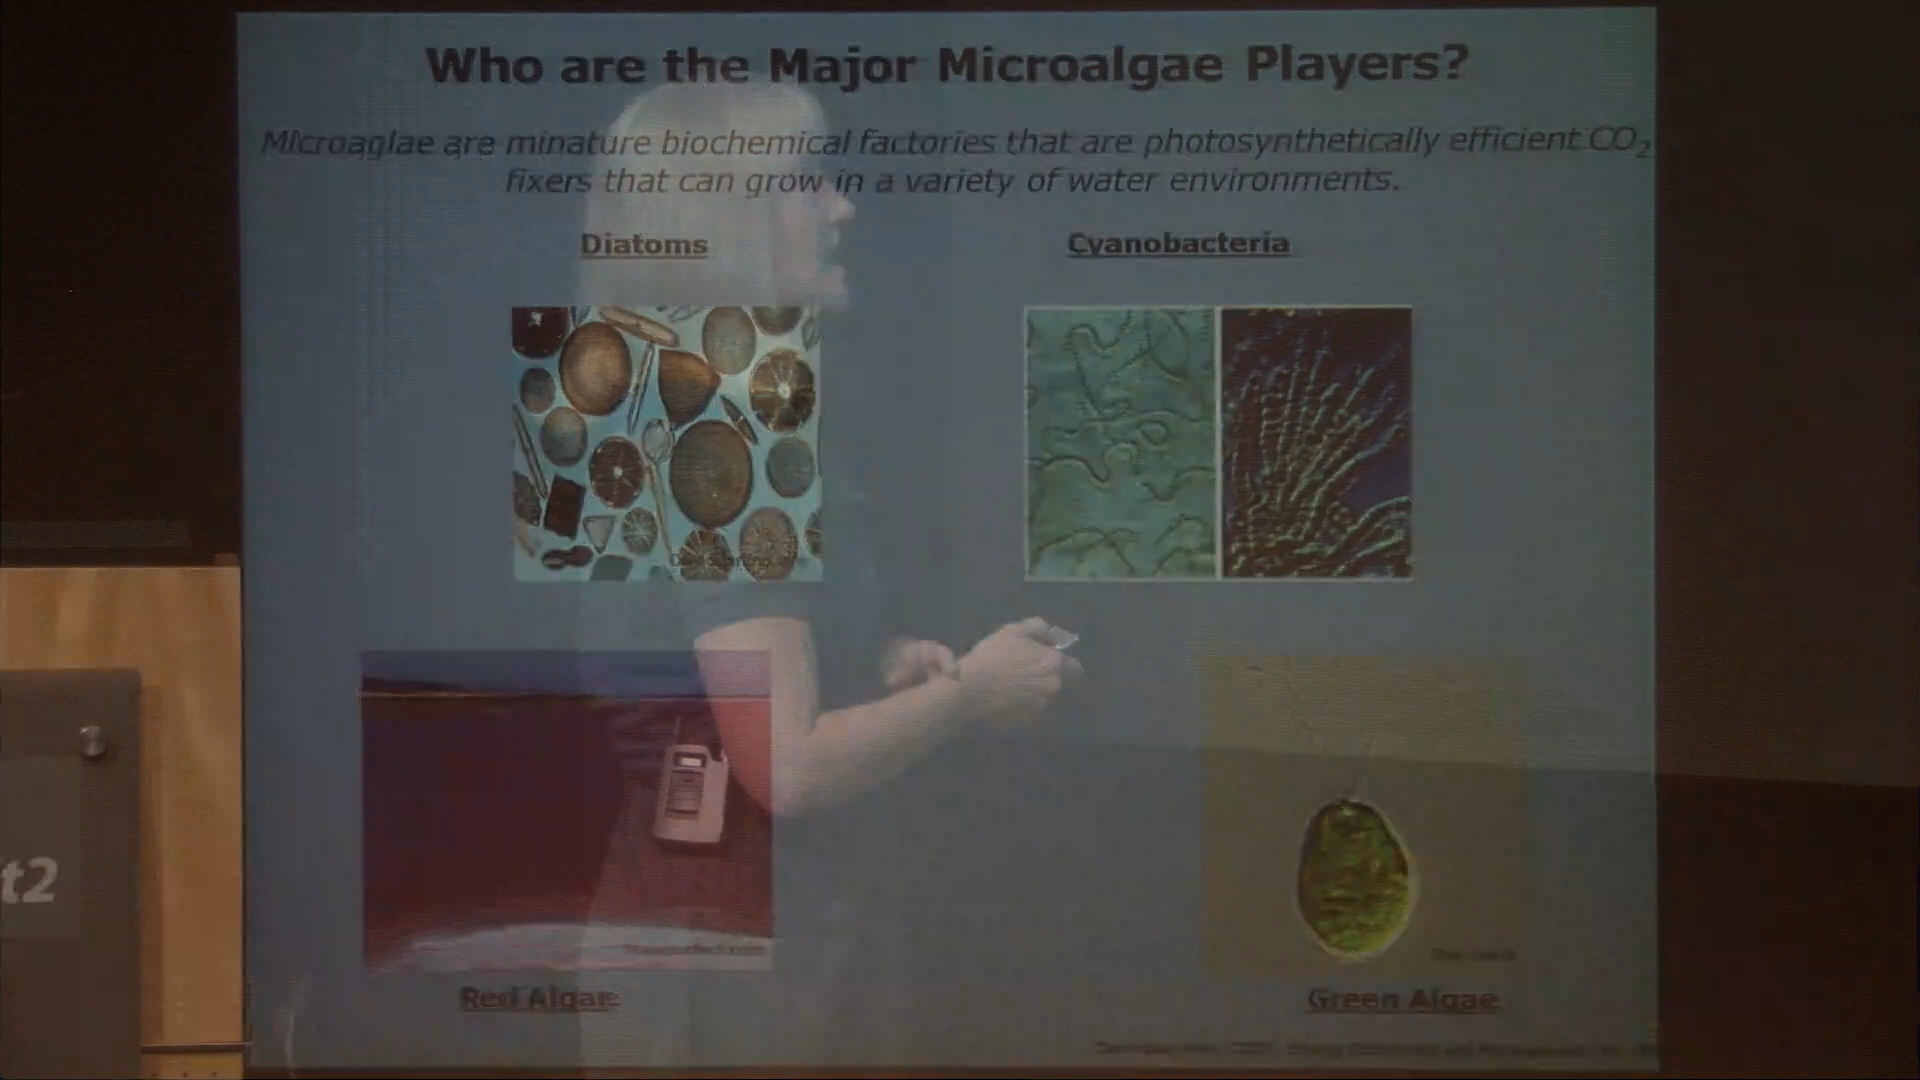 Who are the Major Microalgae Players?
Microaglae are minature biochemical factories that are photosynthetically efficient CO2
fixers that can grow in a variety of water environments.
Diatoms
Cyanobacteria
t2
Red Algae
Green Algae